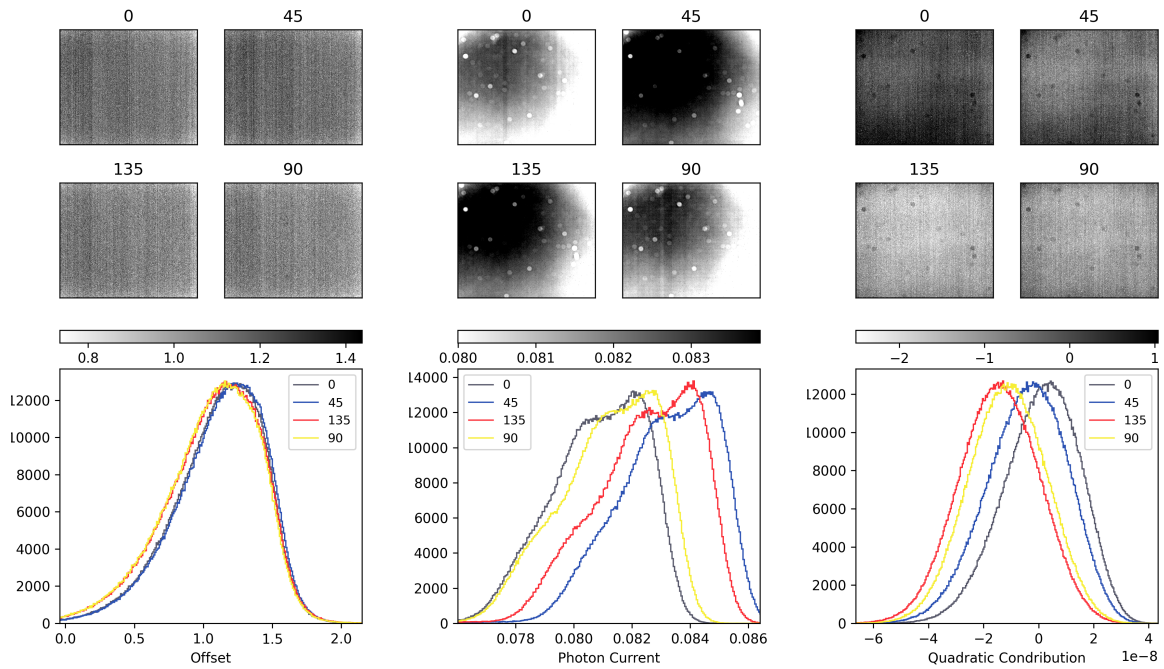 0 45 0 45 0 45
135 90 135 90 135 90
0.8 1.0 1.2 1.4
0.080 0.081 0.082 0.083
−2 −1 0 1
0
45
135
90
12000
10000
8000
6000
4000
2000
0
0.0 0.5 1.0 1.5 2.0
Offset
0
45
135
90
14000
12000
10000
8000
6000
4000
2000
0
0.078 0.080 0.082 0.084 0.086
Photon Current
0
45
135
90
12000
10000
8000
6000
4000
2000
0
−6 −4 −2 0 2 4
1e−8
Quadratic Condribution